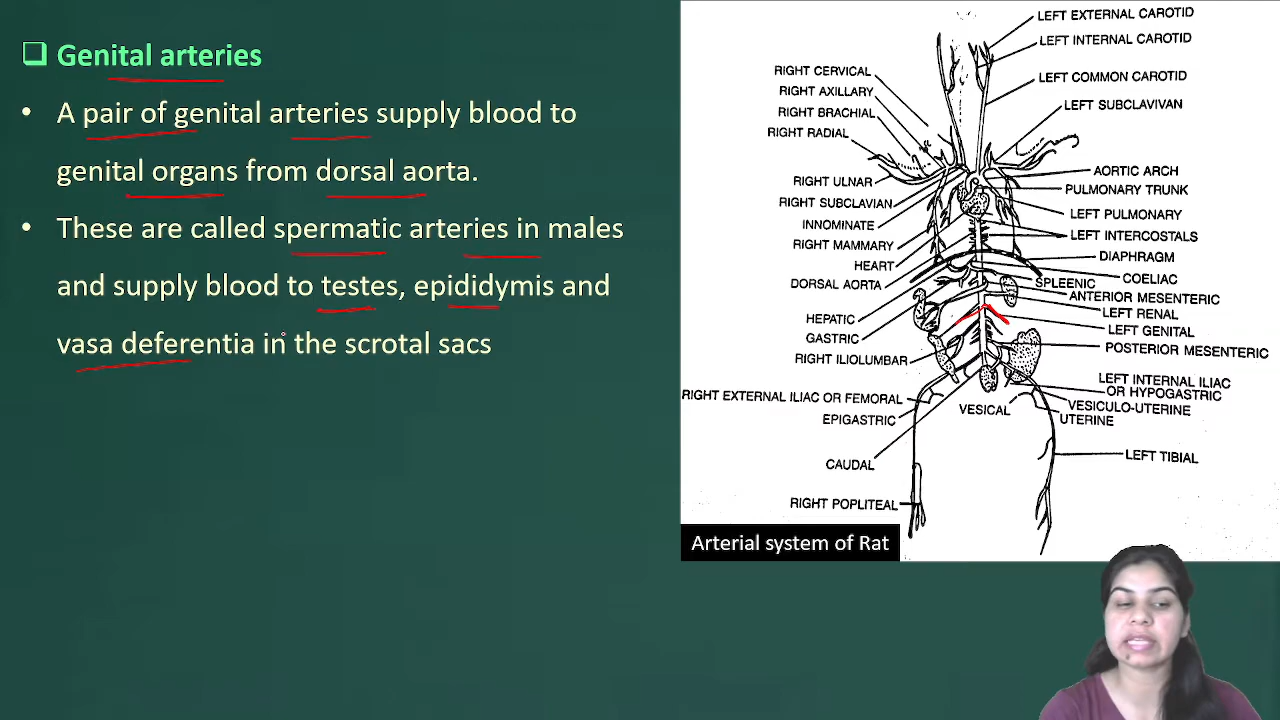 Genital arteries
• A pair of genital arteries supply blood to
genital organs from dorsal aorta.
• These are called spermatic arteries in males
and supply blood to testes, epididymis and
vasa deferentia in the scrotal sacs
LEFT EXTERNAL CAROTID
LEFT INTERNAL CAROTID
RIGHT CERVICAL
LEFT COMMON CAROTID
RIGHT AXILLARY
LEFT SUBCLAVIVAN
RIGHT BRACHIAL
RIGHT RADIAL
AORTIC ARCH
RIGHT ULNAR
PULMONARY TRUNK
RIGHT SUBCLAVIAN
LEFT PULMONARY
INNOMINATE
LEFT INTERCOSTALS
RIGHT MAMMARY
DIAPHRAGM
HEART
COELIAC
DORSAL AORTA
SPLEENIC
ANTERIOR MESENTERIC
HEPATIC
LEFT RENAL
GASTRIC
LEFT GENITAL
RIGHT ILIOLUMBAR
POSTERIOR MESENTERIC
LEFT INTERNAL ILIAC
OR HYPOGASTRIC
RIGHT EXTERNAL ILIAC OR FEMORAL
VESICAL
VESICULO-UTERINE
EPIGASTRIC
UTERINE
CAUDAL
LEFT TIBIAL
RIGHT POPLITEAL
Arterial system of Rat